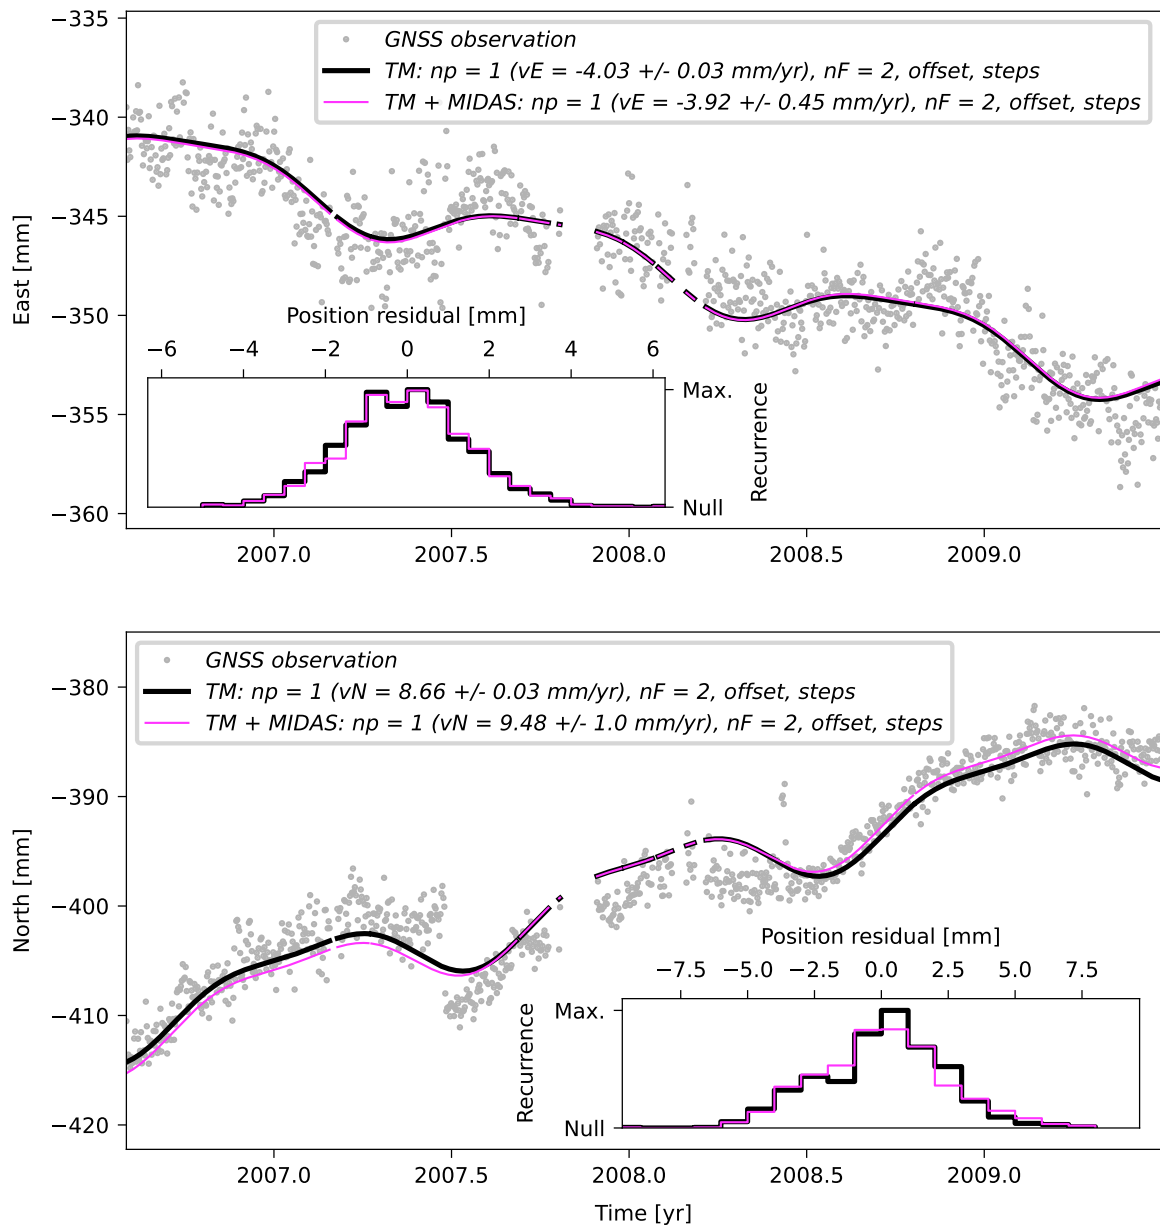 −335
−340
−345
−350
−355
−360
East [mm]
GNSS observation
TM: np = 1 (vE = -4.03 +/- 0.03 mm/yr), nF = 2, offset, steps
TM + MIDAS: np = 1 (vE = -3.92 +/- 0.45 mm/yr), nF = 2, offset, steps
Position residual [mm]
−6 −4 −2 0 2 4 6
Max.
Null
Recurrence
2007.0 2007.5 2008.0 2008.5 2009.0
−380
−390
−400
−410
−420
North [mm]
GNSS observation
TM: np = 1 (vN = 8.66 +/- 0.03 mm/yr), nF = 2, offset, steps
TM + MIDAS: np = 1 (vN = 9.48 +/- 1.0 mm/yr), nF = 2, offset, steps
Position residual [mm]
−7.5 −5.0 −2.5 0.0 2.5 5.0 7.5
Max.
Null
Recurrence
2007.0 2007.5 2008.0 2008.5 2009.0
Time [yr]